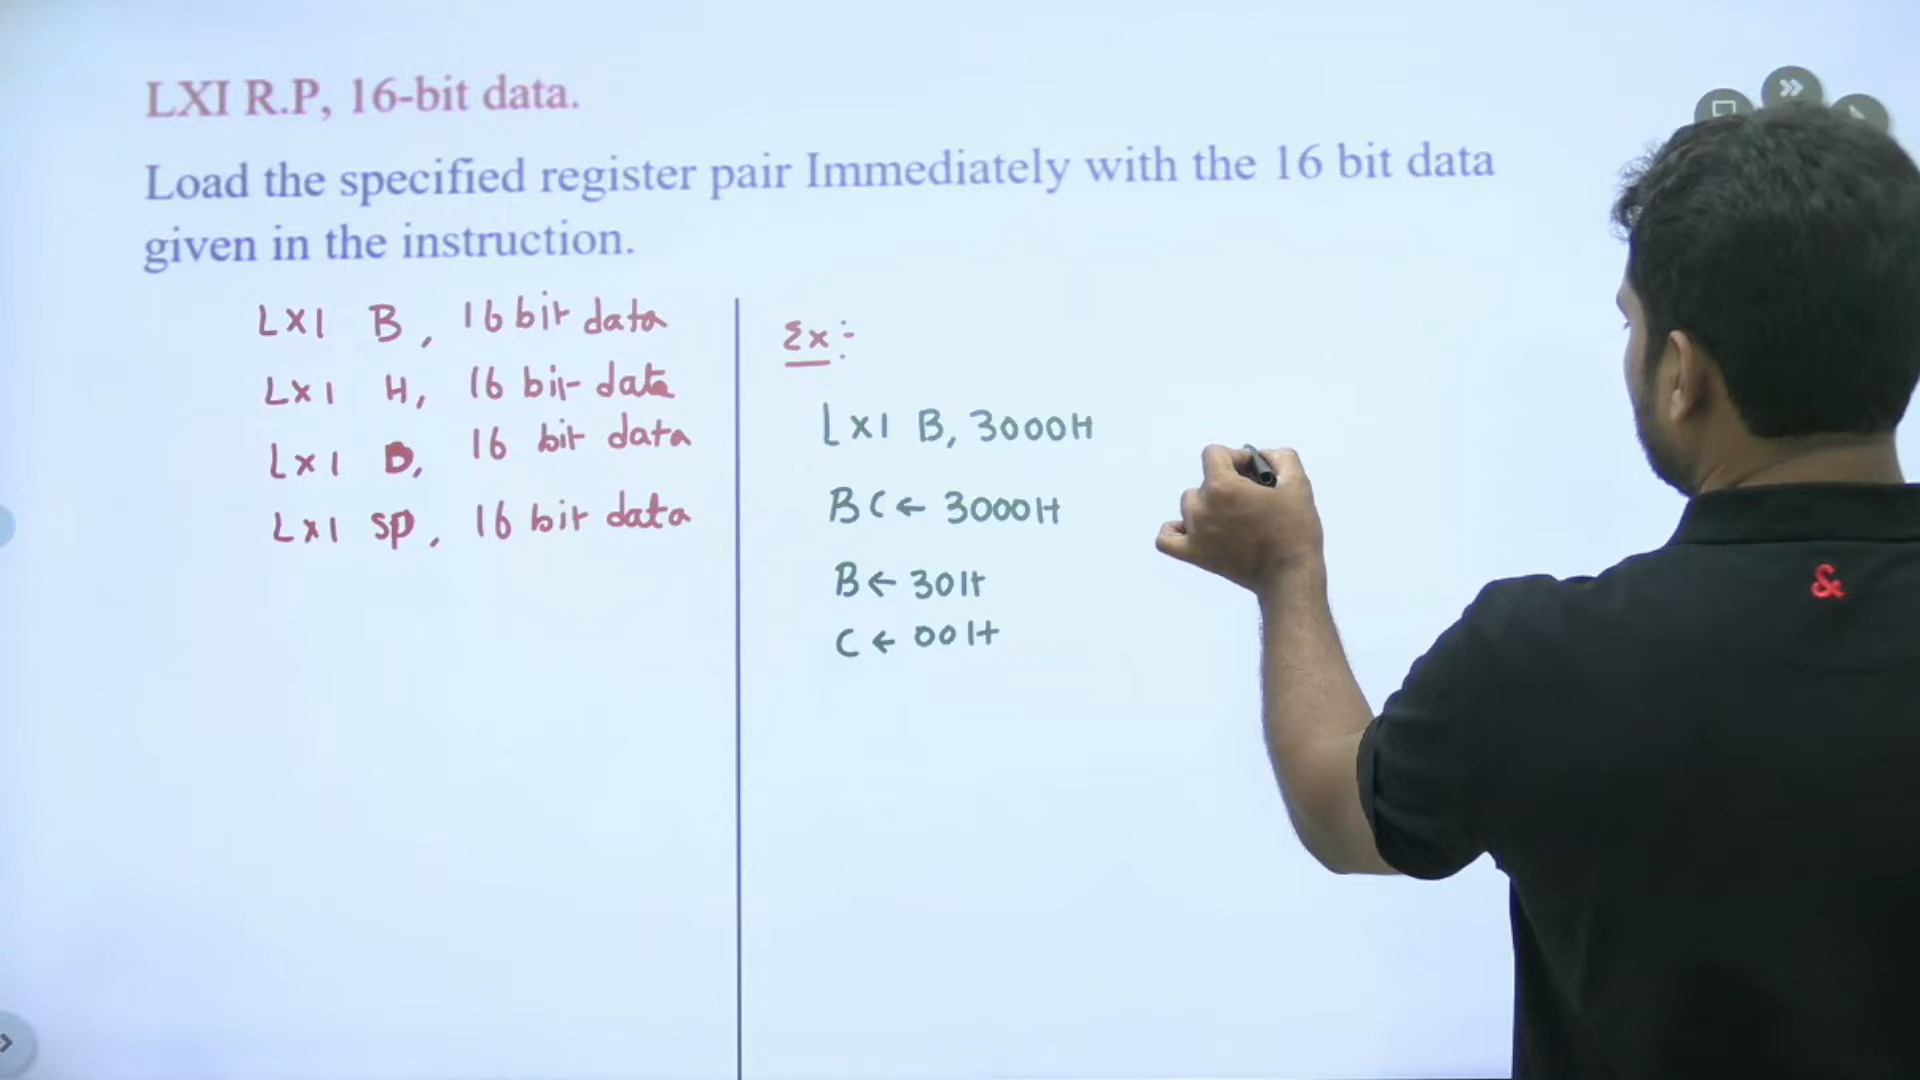 LXI R.P, 16-bit data.
Load the specified register pair Immediately with the 16 bit data
given in the instruction.
LXI B, 16 bit data
LXI H, 16 bit data
LXI D, 16 bit data
LXI SP, 16 bit data
Ex:-
LXI B, 3000H
BC ← 3000H
B ← 30H
C ← 00H
&